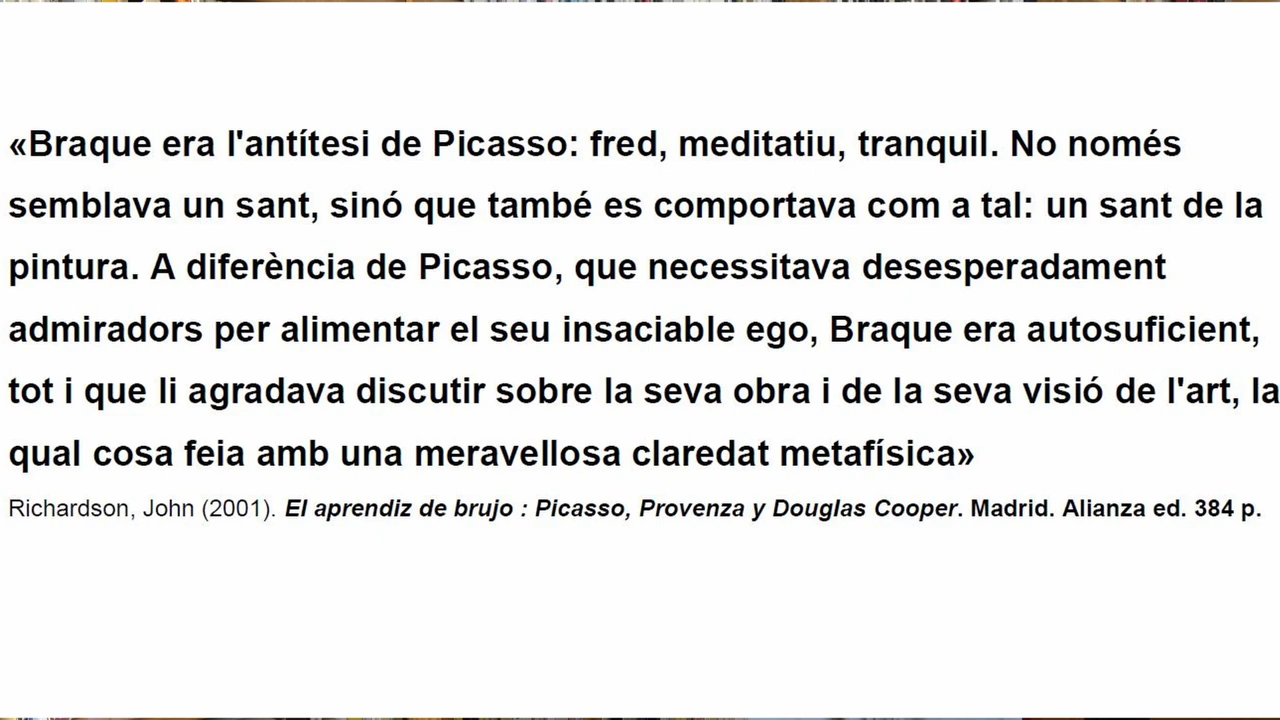 «Braque era l'antítesi de Picasso: fred, meditatiu, tranquil. No només
semblava un sant, sinó que també es comportava com a tal: un sant de la
pintura. A diferència de Picasso, que necessitava desesperadament
admiradors per alimentar el seu insaciable ego, Braque era autosuficient,
tot i que li agradava discutir sobre la seva obra i de la seva visió de l'art, la
qual cosa feia amb una meravellosa claredat metafísica»
Richardson, John (2001). El aprendiz de brujo : Picasso, Provenza y Douglas Cooper. Madrid. Alianza ed. 384 p.